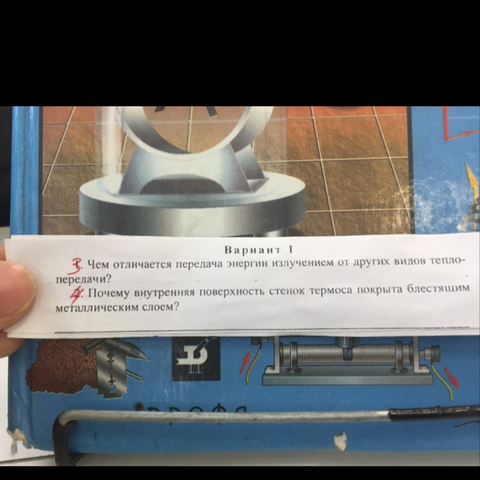 Вариант 1
3. Чем отличается передача энергии излучением от других видов тепло-
передачи?
4. Почему внутренняя поверхность стенок термоса покрыта блестящим
металлическим слоем?